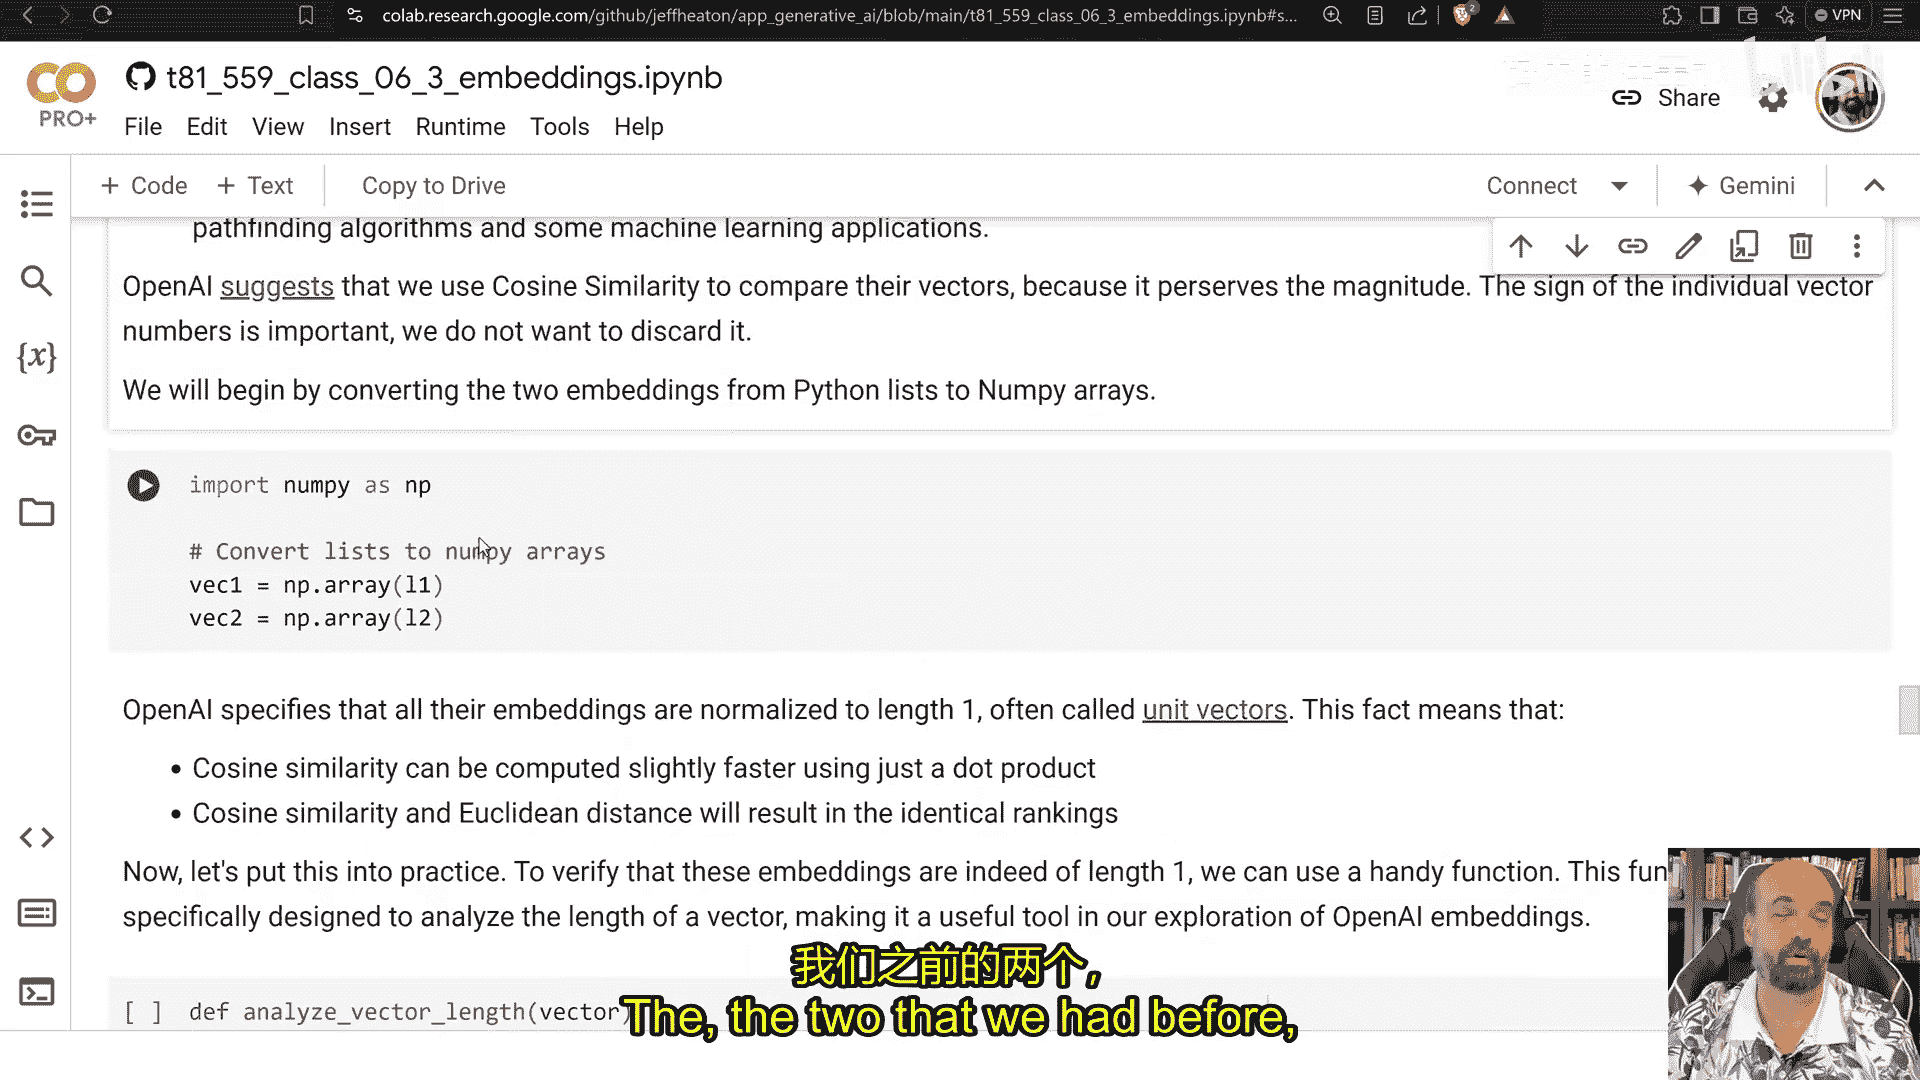 colab.research.google.com/github/jeffheaton/app_generative_ai/blob/main/t81_559_class_06_3_embeddings.ipynb#s...
2
VPN
CO
PRO+
t81_559_class_06_3_embeddings.ipynb
File Edit View Insert Runtime Tools Help
Share
+ Code + Text Copy to Drive
Connect
Gemini
pathfinding algorithms and some machine learning applications.
OpenAI suggests that we use Cosine Similarity to compare their vectors, because it perserves the magnitude. The sign of the individual vector
numbers is important, we do not want to discard it.
We will begin by converting the two embeddings from Python lists to Numpy arrays.
import numpy as np
# Convert lists to numpy arrays
vec1 = np.array(l1)
vec2 = np.array(l2)
OpenAI specifies that all their embeddings are normalized to length 1, often called unit vectors. This fact means that:
• Cosine similarity can be computed slightly faster using just a dot product
• Cosine similarity and Euclidean distance will result in the identical rankings
Now, let's put this into practice. To verify that these embeddings are indeed of length 1, we can use a handy function. This fun
specifically designed to analyze the length of a vector, making it a useful tool in our exploration of OpenAI embeddings.
我们之前的两个，
[ ] def analyze_vector_length(vector)
The, the two that we had before,